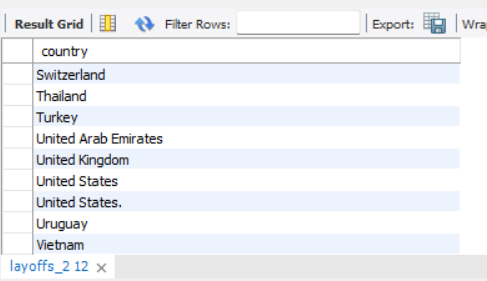 Result Grid Filter Rows: Export: Wra
country
Switzerland
Thailand
Turkey
United Arab Emirates
United Kingdom
United States
United States.
Uruguay
Vietnam
layoffs_2 12 ×